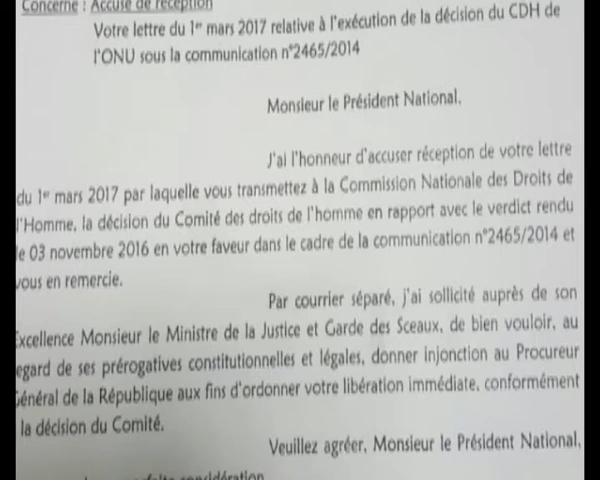 Concerne : Accusé de réception
Votre lettre du 1er mars 2017 relative à l'exécution de la décision du CDH de
l'ONU sous la communication n°2465/2014
Monsieur le Président National,
J'ai l'honneur d'accuser réception de votre lettre
du 1er mars 2017 par laquelle vous transmettez à la Commission Nationale des Droits de
l'Homme, la décision du Comité des droits de l'homme en rapport avec le verdict rendu
le 03 novembre 2016 en votre faveur dans le cadre de la communication n°2465/2014 et
vous en remercie.
Par courrier séparé, j'ai sollicité auprès de son
Excellence Monsieur le Ministre de la Justice et Garde des Sceaux, de bien vouloir, au
egard de ses prérogatives constitutionnelles et légales, donner injonction au Procureur
Général de la République aux fins d'ordonner votre libération immédiate, conformément
la décision du Comité.
Veuillez agréer, Monsieur le Président National,
considération